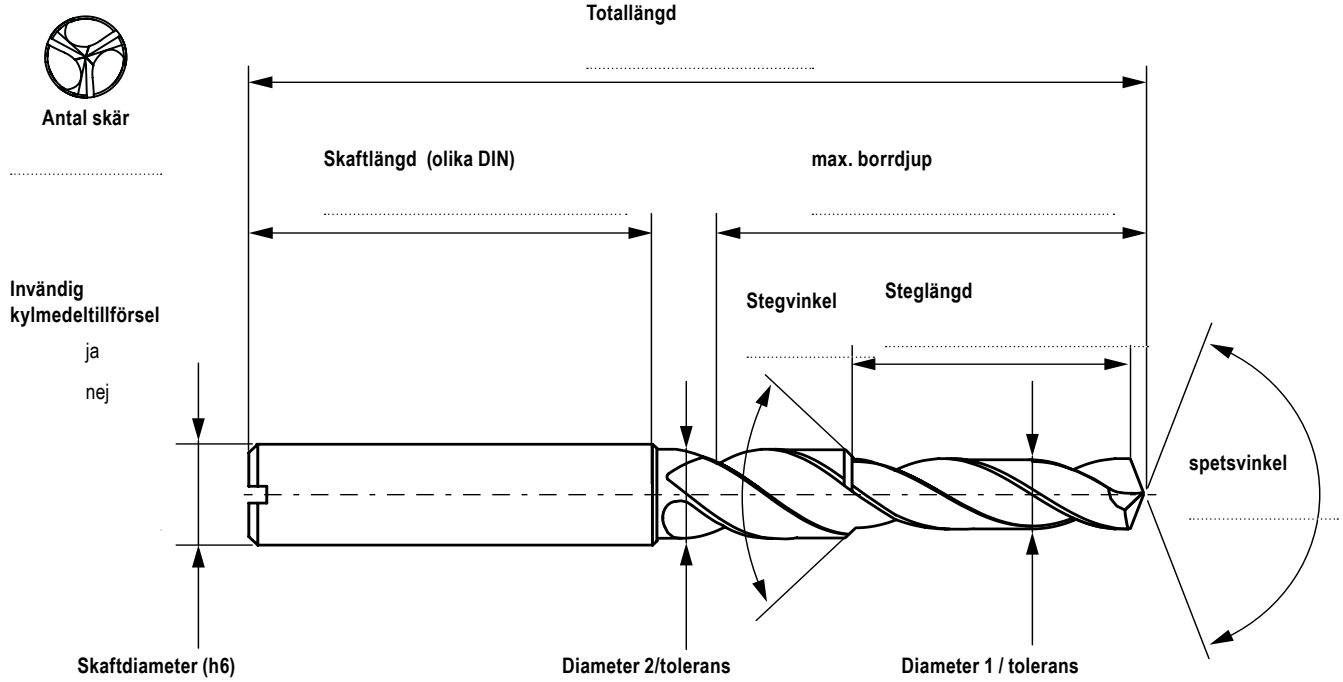 Totallängd
Antal skär
Skaftlängd (olika DIN)
max. borrdjup
Invändig
kylmedeltillförsel
ja
nej
Stegvinkel
Steglängd
spetsvinkel
Skaftdiameter (h6)
Diameter 2/tolerans
Diameter 1 / tolerans